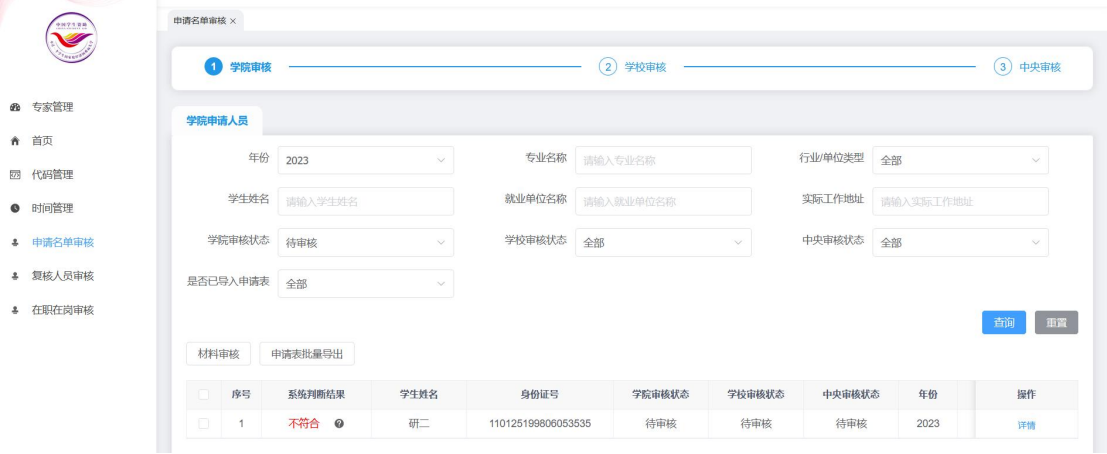 中国学生资助
申请名单审核 ×
1 学院审核 2 学校审核 3 中央审核
专家管理
首页
代码管理
时间管理
申请名单审核
复核人员审核
在职在岗审核
学院申请人员
年份 2023 专业名称 请输入专业名称 行业/单位类型 全部
学生姓名 请输入学生姓名 就业单位名称 请输入就业单位名称 实际工作地址 请输入实际工作地址
学院审核状态 待审核 学校审核状态 全部 中央审核状态 全部
是否已导入申请表 全部
查询 重置
材料审核 申请表批量导出
序号 系统判断结果 学生姓名 身份证号 学院审核状态 学校审核状态 中央审核状态 年份 操作
1 不符合 ? 研二 110125199806053535 待审核 待审核 待审核 2023 详情